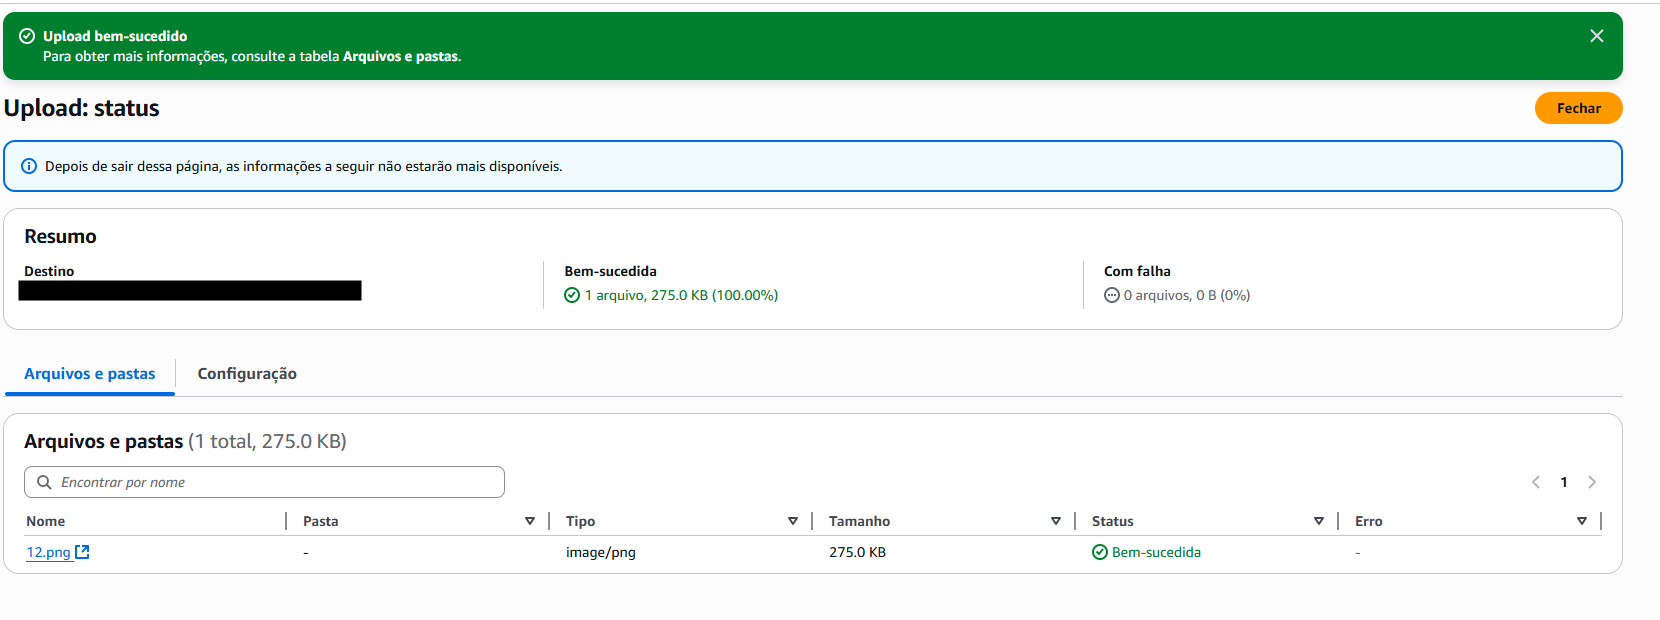 Upload bem-sucedido
Para obter mais informações, consulte a tabela Arquivos e pastas.
Upload: status
Fechar
Depois de sair dessa página, as informações a seguir não estarão mais disponíveis.
Resumo
Destino
Bem-sucedida
1 arquivo, 275.0 KB (100.00%)
Com falha
0 arquivos, 0 B (0%)
Arquivos e pastas
Configuração
Arquivos e pastas (1 total, 275.0 KB)
Encontrar por nome
1
Nome Pasta Tipo Tamanho Status Erro
12.png - image/png 275.0 KB Bem-sucedida -